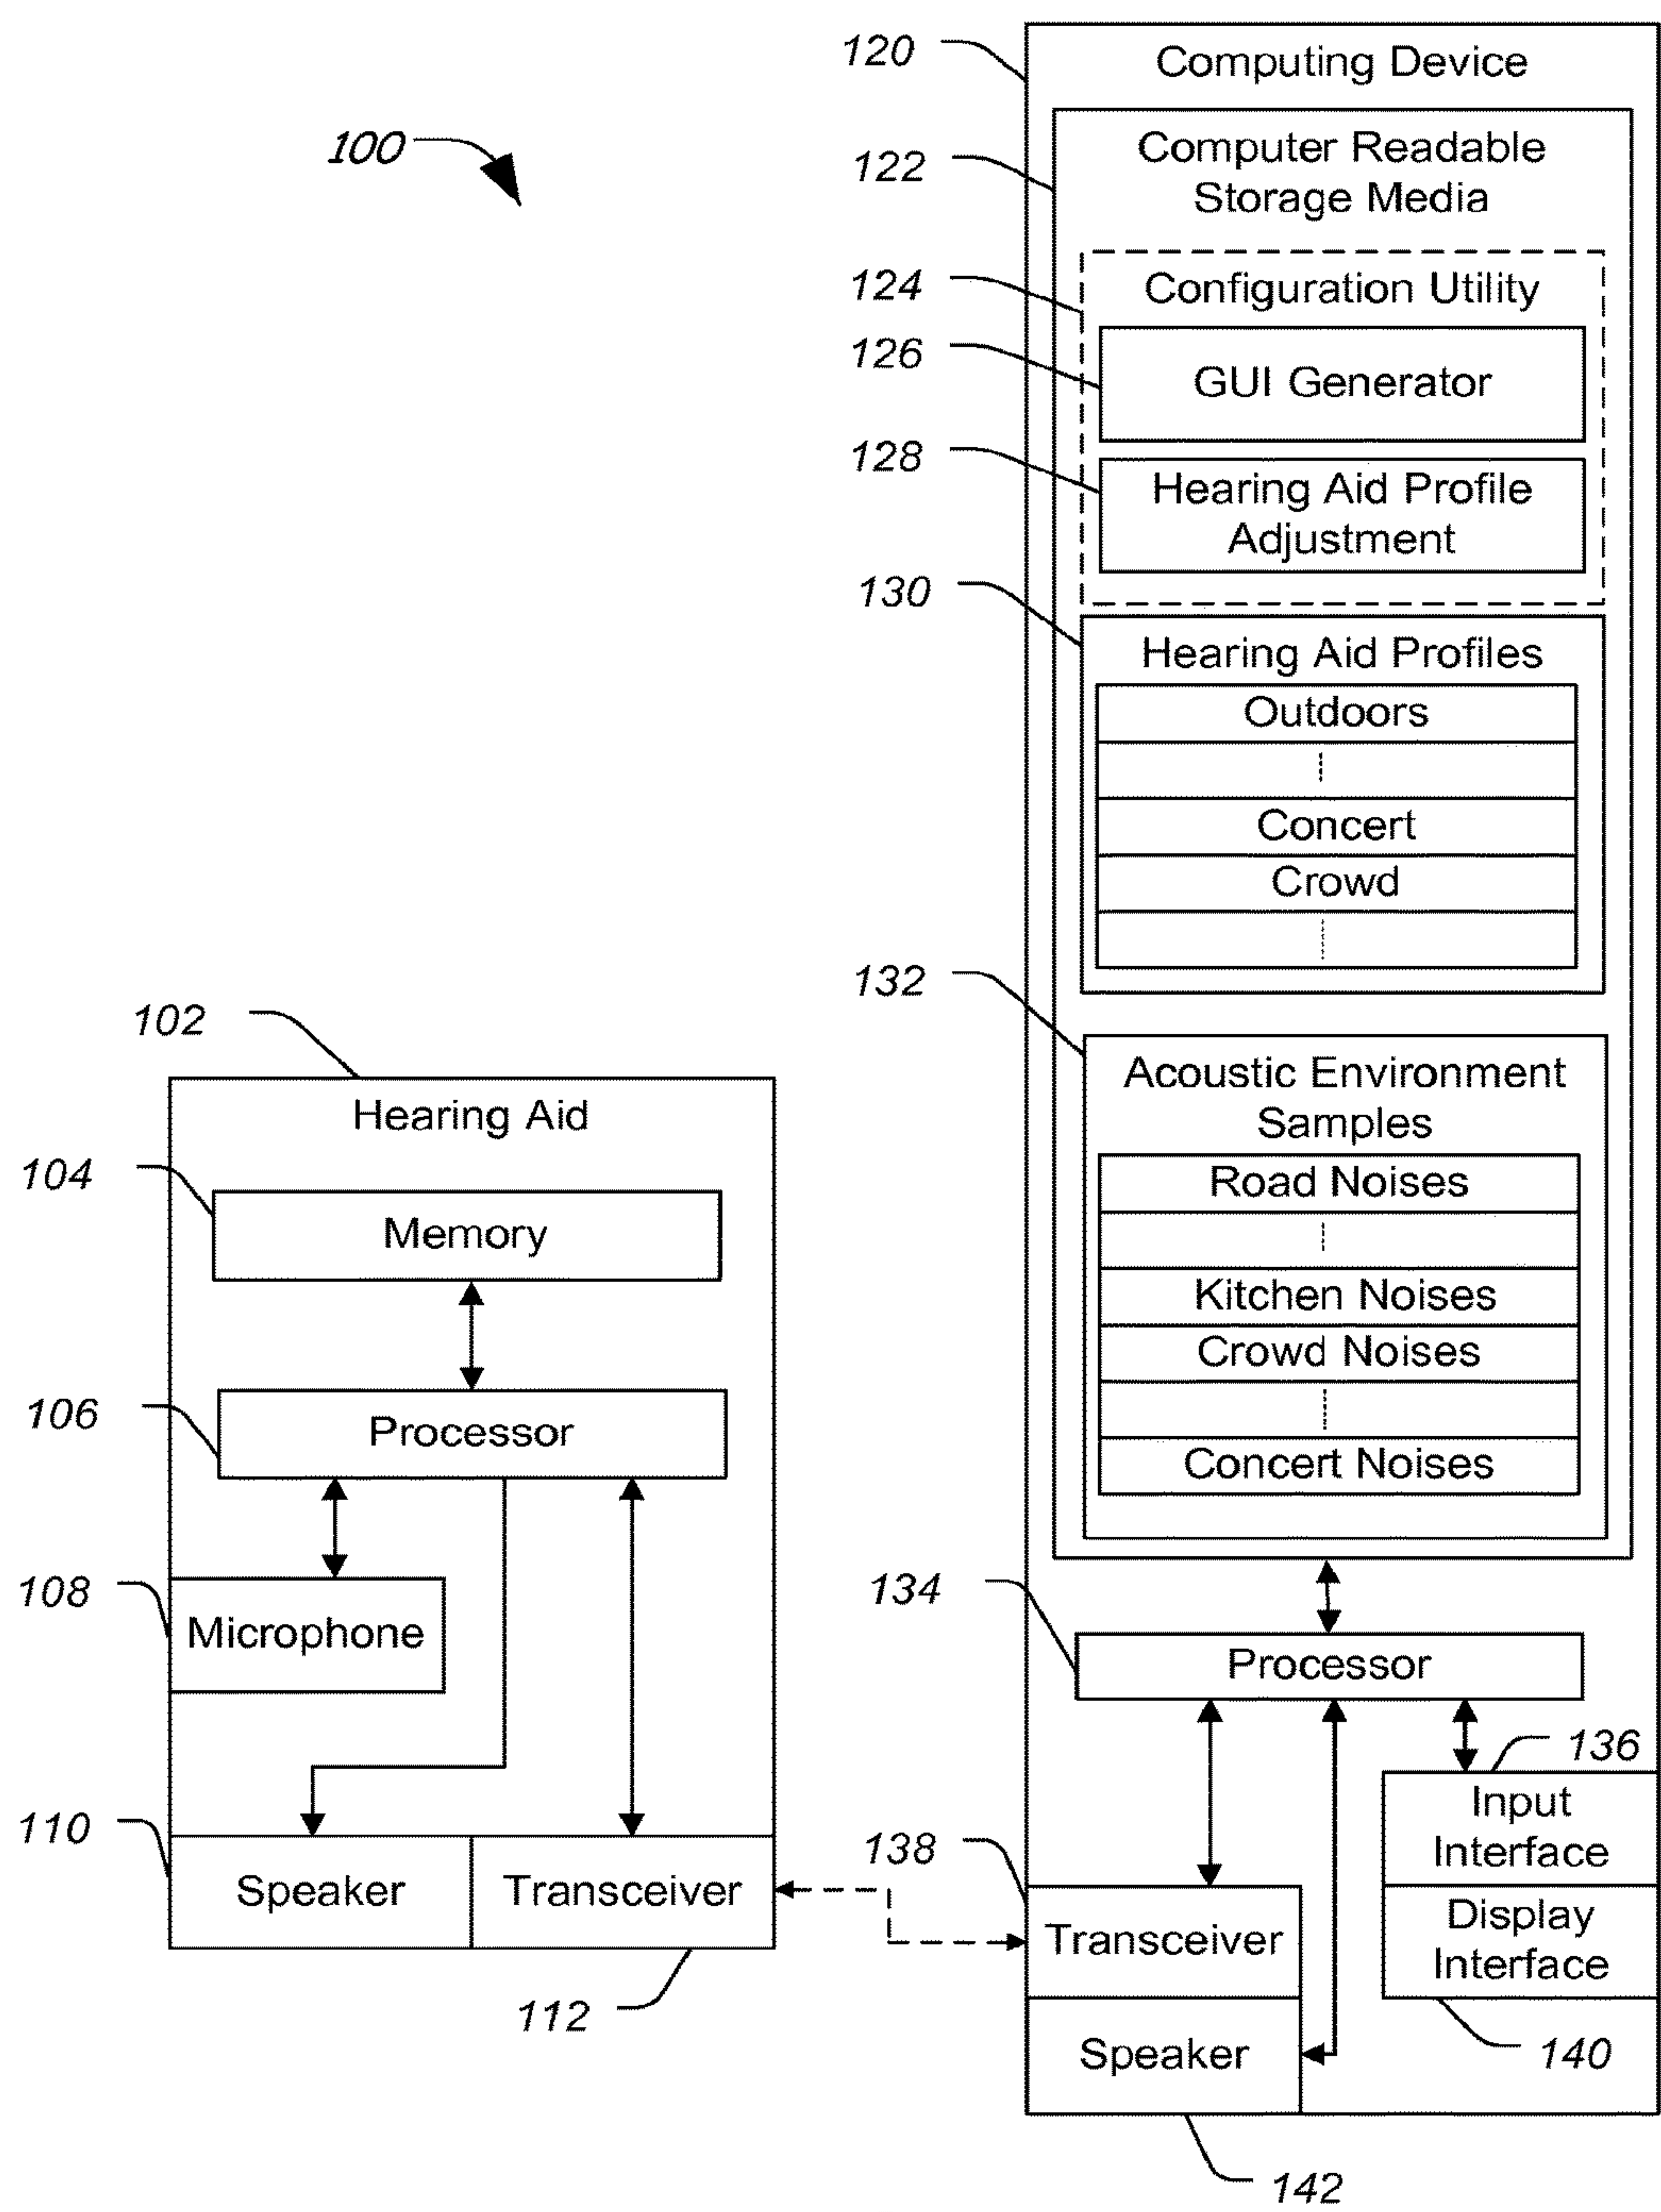 100
120
Computing Device
122
Computer Readable
Storage Media
124
Configuration Utility
126
GUI Generator
128
Hearing Aid Profile
Adjustment
130
Hearing Aid Profiles
Outdoors
Concert
Crowd
132
Acoustic Environment
Samples
Road Noises
Kitchen Noises
Crowd Noises
Concert Noises
134
Processor
136
Input
Interface
138
Transceiver
Display
Interface
140
Speaker
142
102
Hearing Aid
104
Memory
106
Processor
108
Microphone
110
Speaker
Transceiver
112